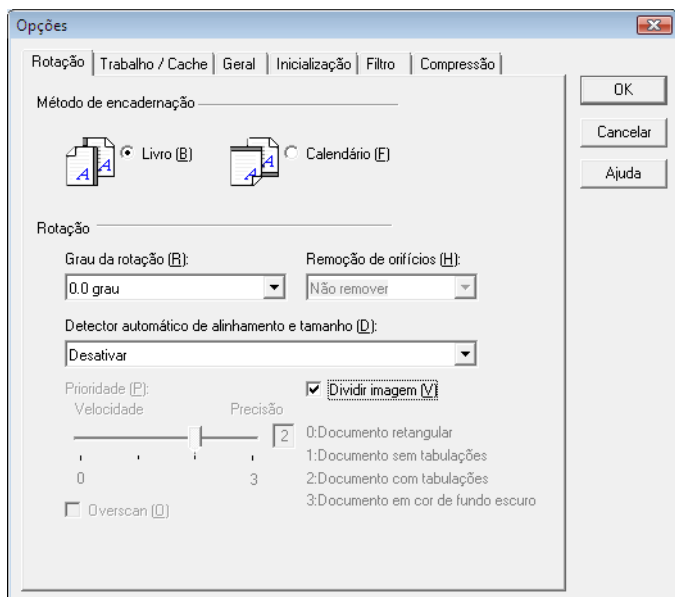 Opções
Rotação Trabalho / Cache Geral Inicialização Filtro Compressão
OK
Método de encadernação
Cancelar
A A Livro (B) A A Calendário (F)
Ajuda
Rotação
Grau da rotação (R): Remoção de orifícios (H):
0.0 grau Não remover
Detector automático de alinhamento e tamanho (D):
Desativar
Prioridade (P): Dividir imagem (V)
Velocidade Precisão
2 0:Documento retangular
1:Documento sem tabulações
0 3 2:Documento com tabulações
3:Documento em cor de fundo escuro
Overscan (O)